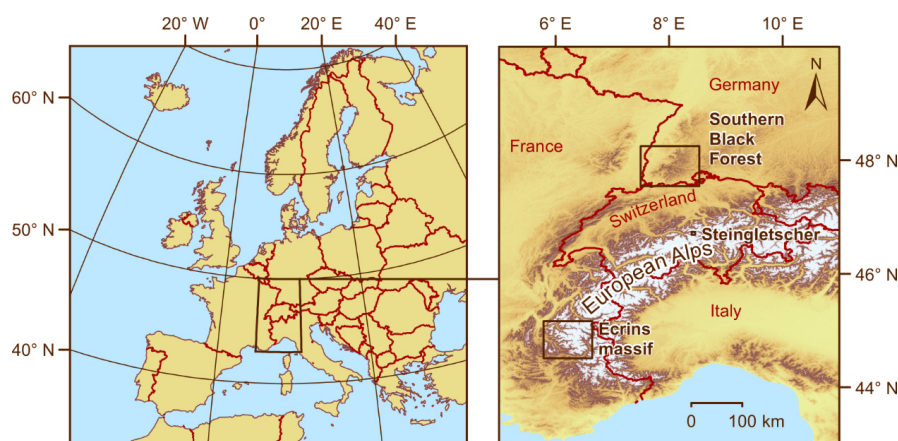 20° W 0° 20° E 40° E
60° N
50° N
40° N
6° E 8° E 10° E
N
Germany
Southern
Black
Forest
France
48° N
Switzerland
Steingletscher
European Alps
46° N
Italy
Ecrins
massif
44° N
0 100 km